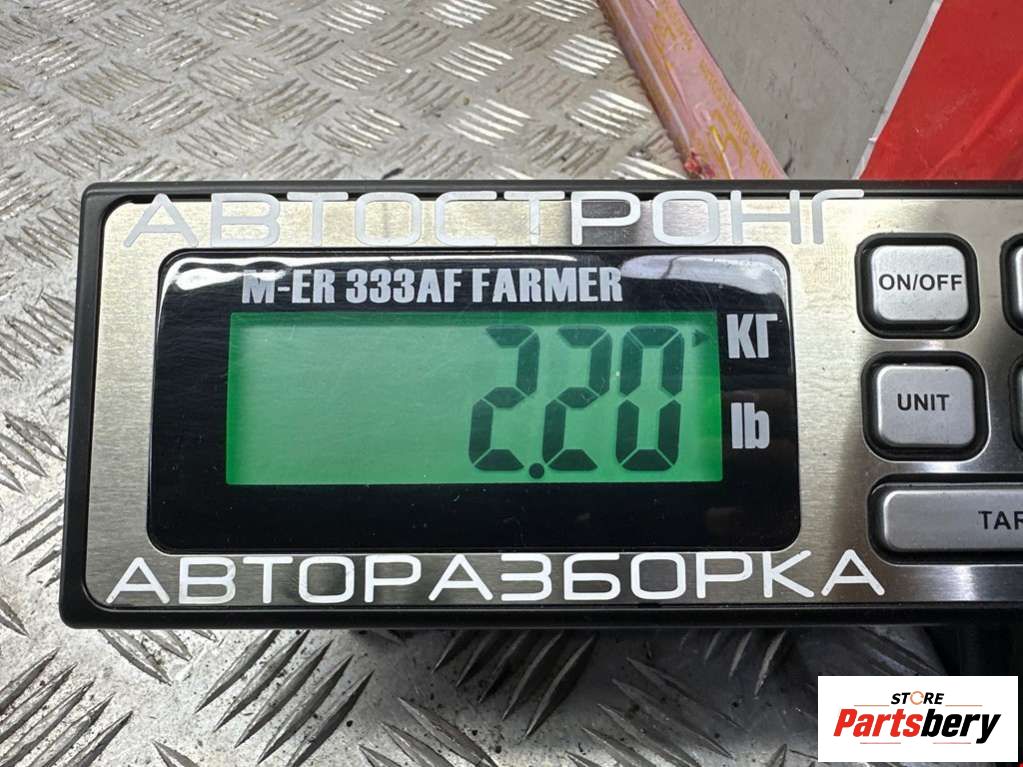 АВТОСТРОНГ
M-ER 333AF FARMER
2.20
КГ
lb
ON/OFF
UNIT
АВТОРАЗБОРКА
STORE
Partsbery